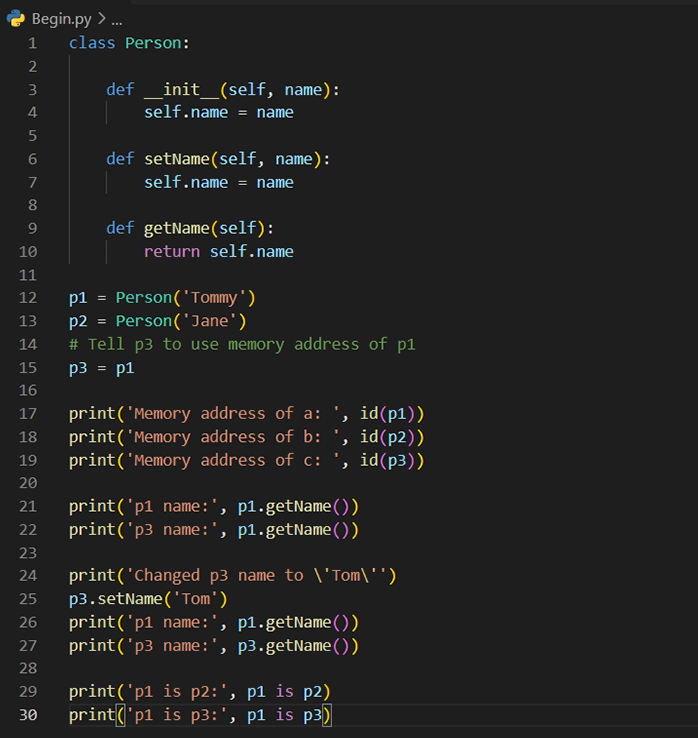 Begin.py > ...
1 class Person:
2
3     def __init__(self, name):
4         self.name = name
5
6     def setName(self, name):
7         self.name = name
8
9     def getName(self):
10         return self.name
11
12 p1 = Person('Tommy')
13 p2 = Person('Jane')
14 # Tell p3 to use memory address of p1
15 p3 = p1
16
17 print('Memory address of a: ', id(p1))
18 print('Memory address of b: ', id(p2))
19 print('Memory address of c: ', id(p3))
20
21 print('p1 name:', p1.getName())
22 print('p3 name:', p1.getName())
23
24 print('Changed p3 name to \'Tom\'')
25 p3.setName('Tom')
26 print('p1 name:', p1.getName())
27 print('p3 name:', p3.getName())
28
29 print('p1 is p2:', p1 is p2)
30 print('p1 is p3:', p1 is p3)